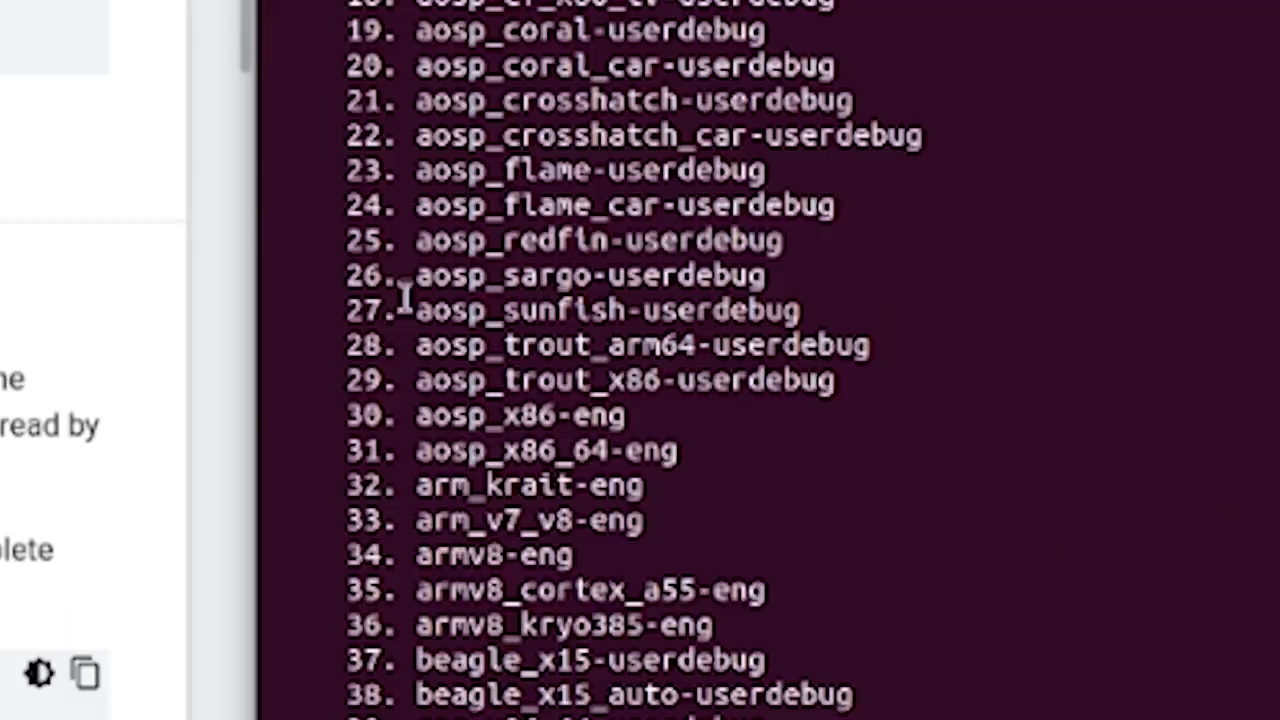 19. aosp_coral-userdebug
20. aosp_coral_car-userdebug
21. aosp_crosshatch-userdebug
22. aosp_crosshatch_car-userdebug
23. aosp_flame-userdebug
24. aosp_flame_car-userdebug
25. aosp_redfin-userdebug
26. aosp_sargo-userdebug
27. aosp_sunfish-userdebug
28. aosp_trout_arm64-userdebug
29. aosp_trout_x86-userdebug
30. aosp_x86-eng
31. aosp_x86_64-eng
32. arm_krait-eng
33. arm_v7_v8-eng
34. armv8-eng
35. armv8_cortex_a55-eng
36. armv8_kryo385-eng
37. beagle_x15-userdebug
38. beagle_x15_auto-userdebug
read by